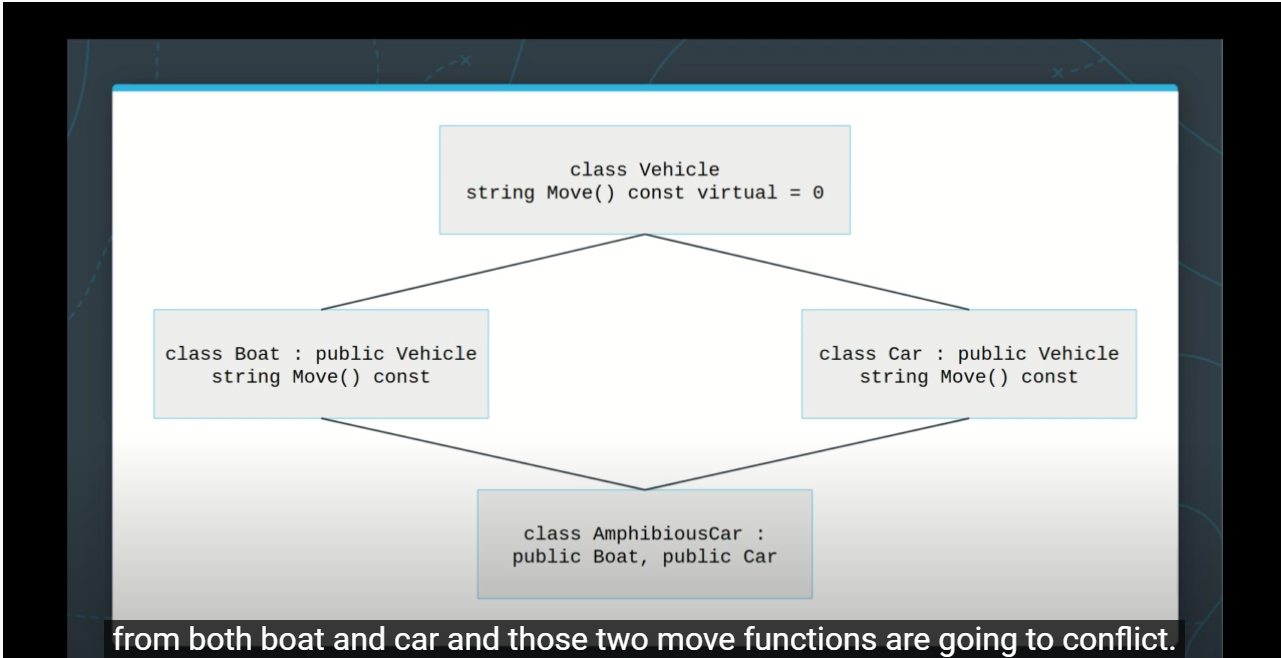 class Vehicle
string Move() const virtual = 0
class Boat : public Vehicle
string Move() const
class Car : public Vehicle
string Move() const
class AmphibiousCar :
public Boat, public Car
from both boat and car and those two move functions are going to conflict.